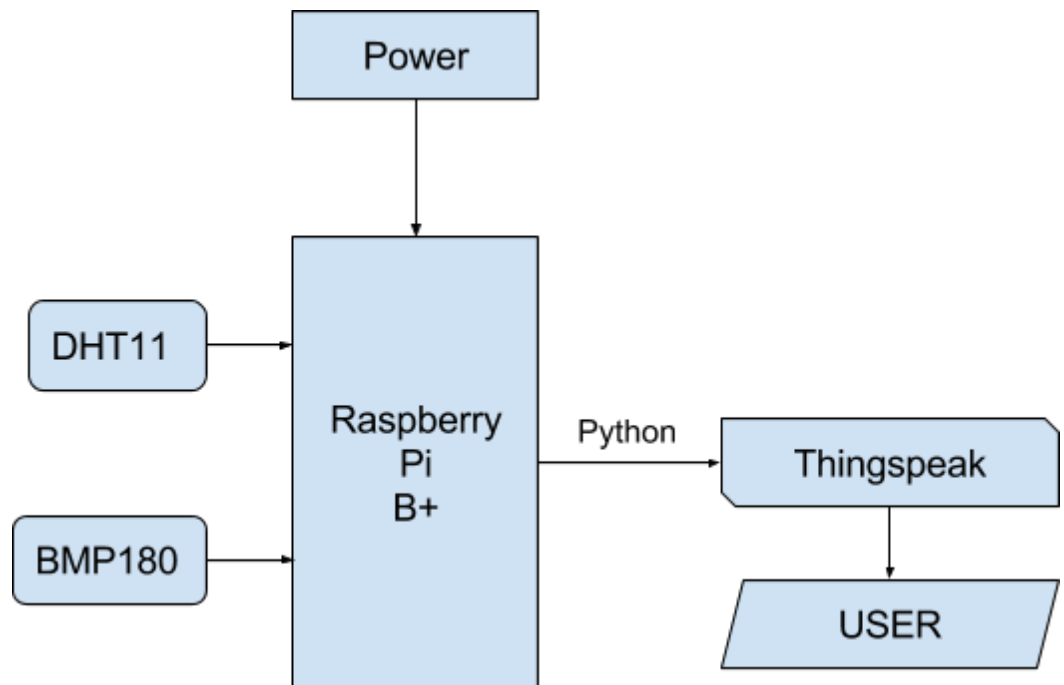 Power
DHT11
Raspberry
Pi
B+
Python
Thingspeak
BMP180
USER